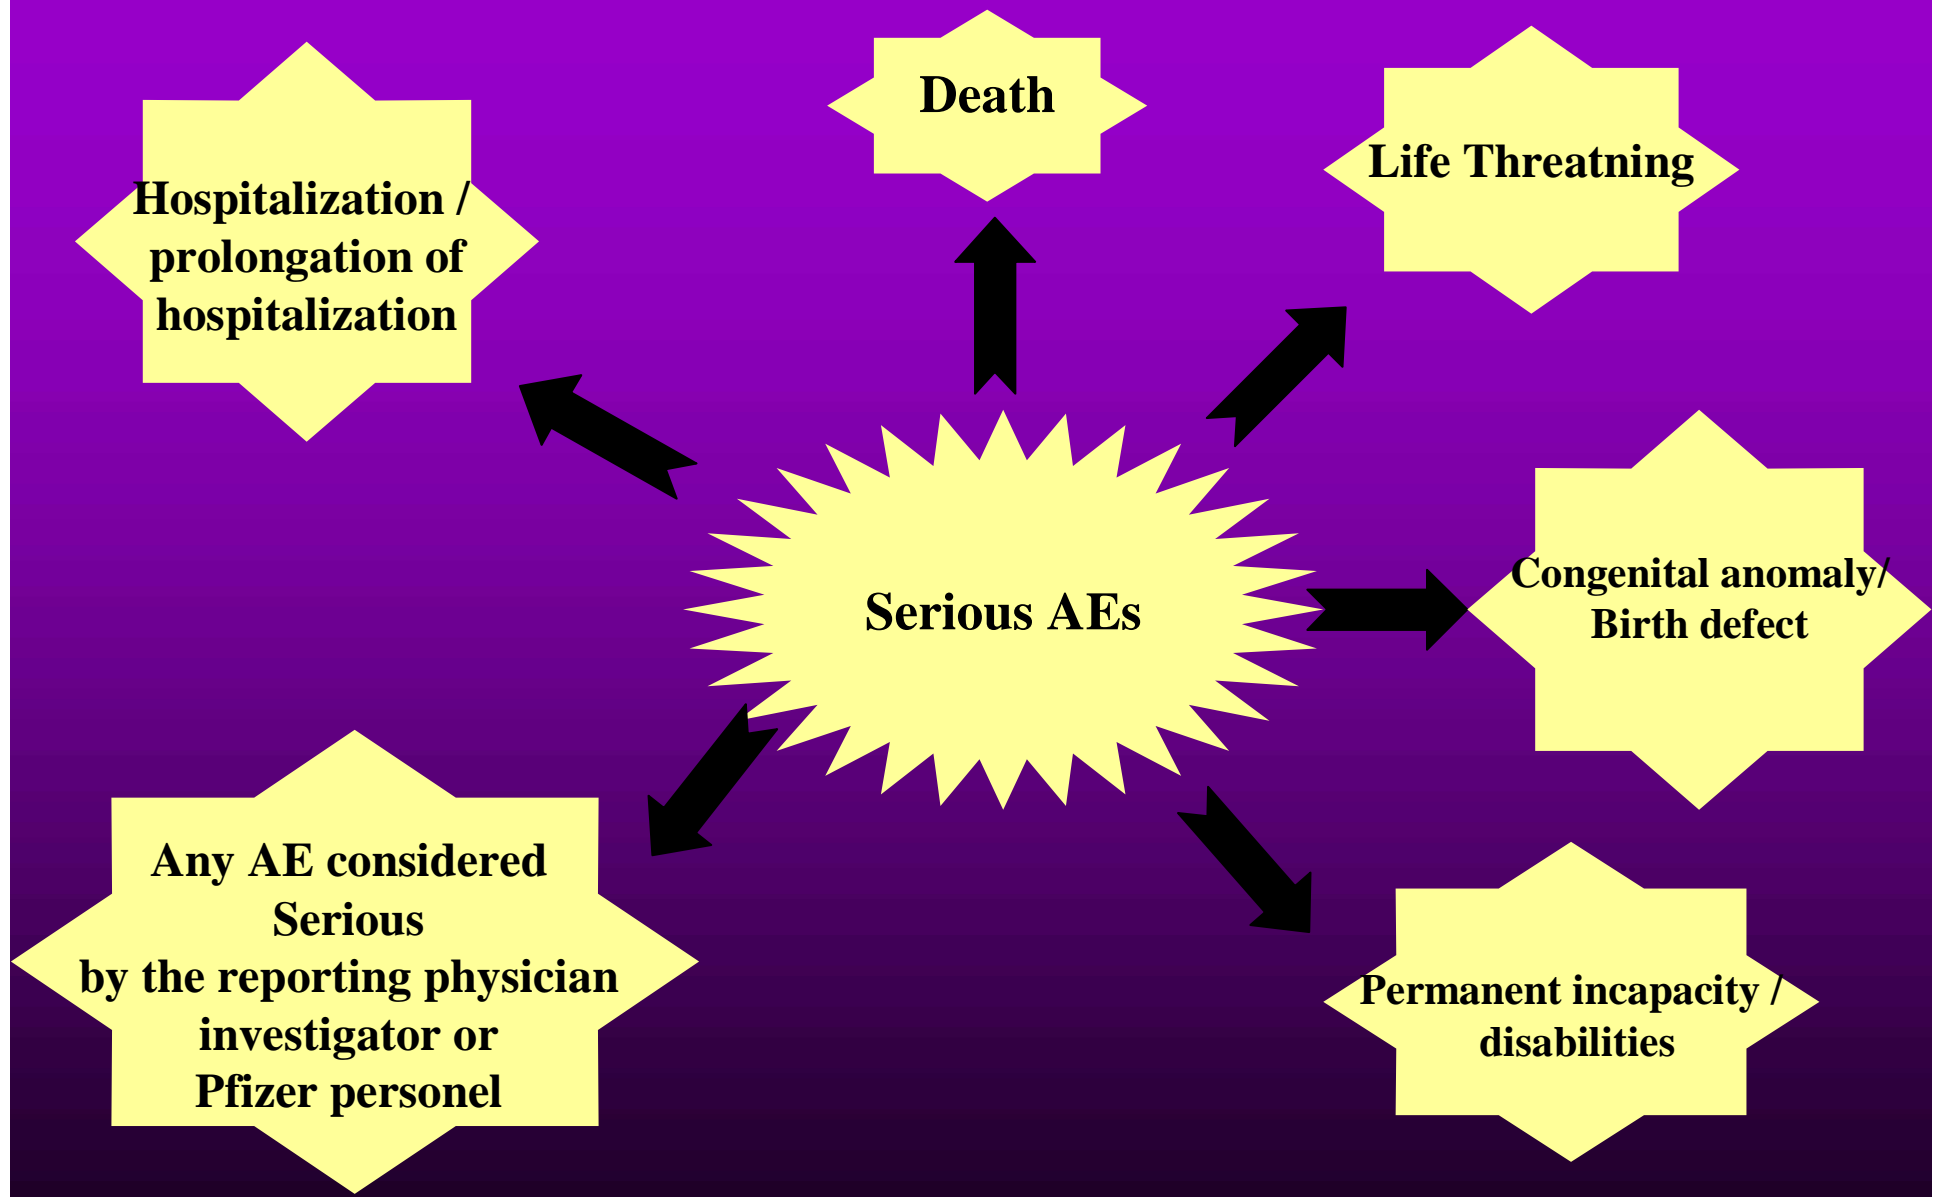 Death
Life Threatning
Hospitalization /
prolongation of
hospitalization
Congenital anomaly/
Birth defect
Serious AEs
Any AE considered
Serious
by the reporting physician
investigator or
Pfizer personel
Permanent incapacity /
disabilities